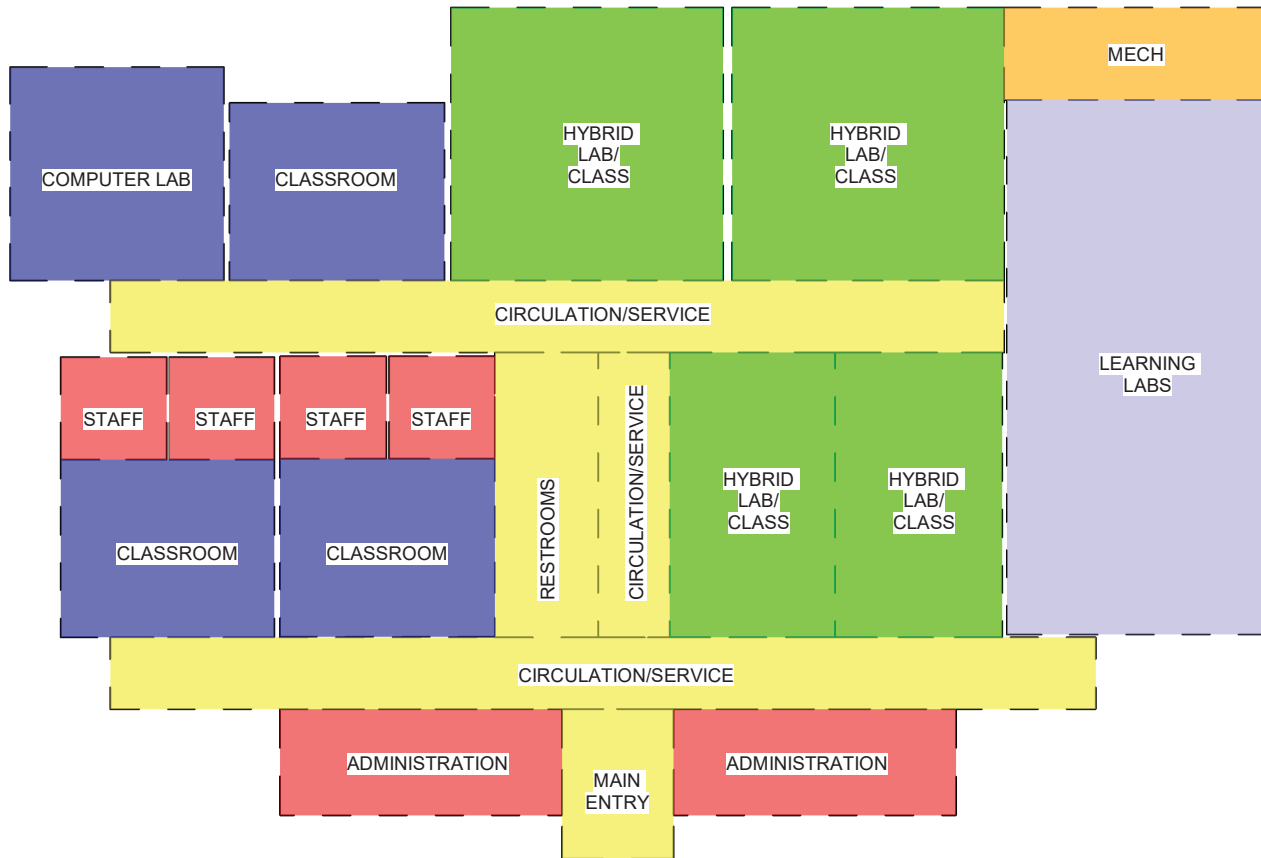 MECH
HYBRID
LAB/
CLASS
HYBRID
LAB/
CLASS
COMPUTER LAB
CLASSROOM
CIRCULATION/SERVICE
LEARNING
LABS
STAFF
STAFF
STAFF
STAFF
RESTROOMS
CIRCULATION/SERVICE
HYBRID
LAB/
CLASS
HYBRID
LAB/
CLASS
CLASSROOM
CLASSROOM
CIRCULATION/SERVICE
ADMINISTRATION
MAIN
ENTRY
ADMINISTRATION